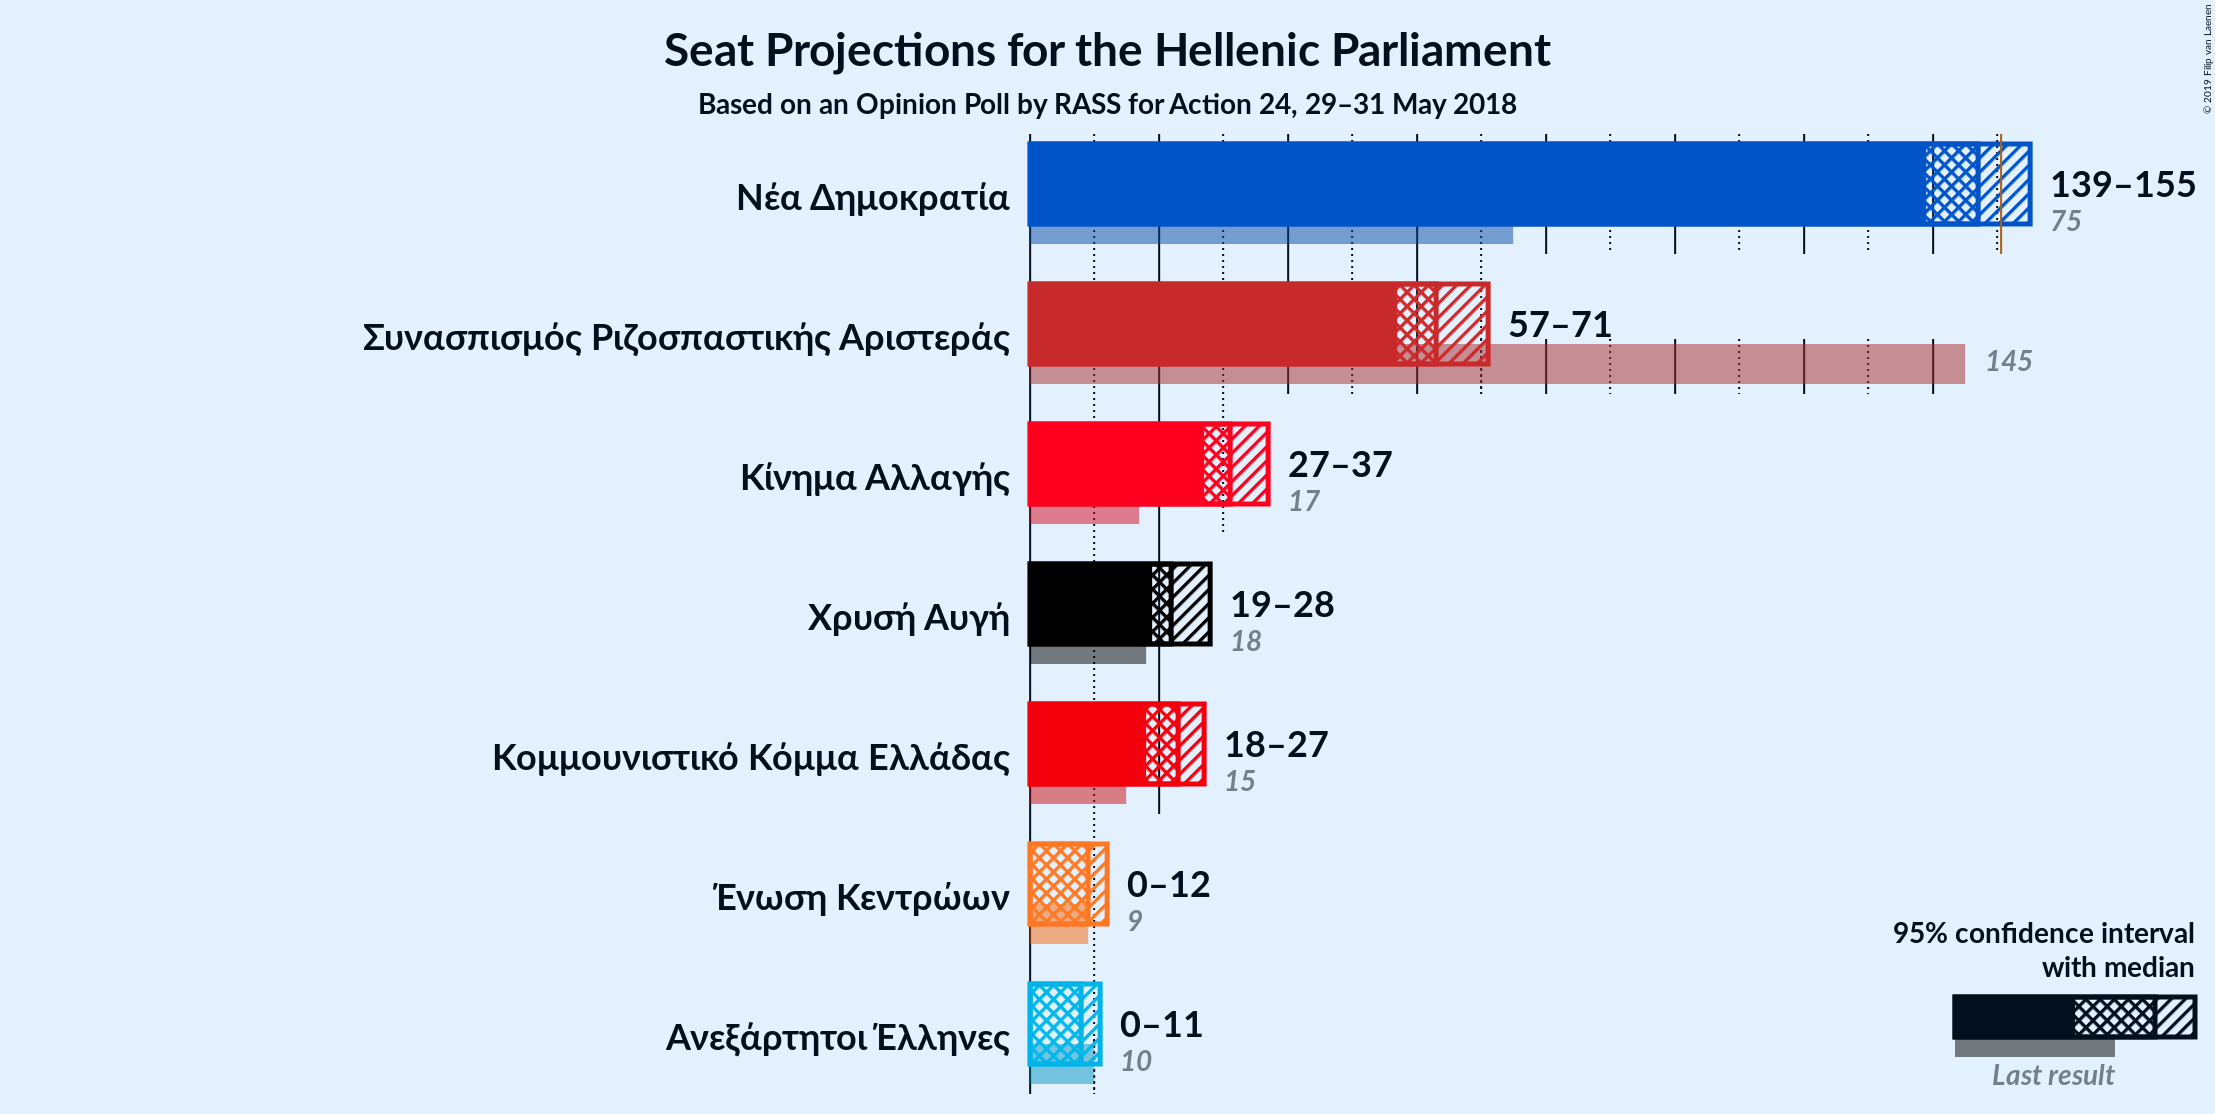 Seat Projections for the Hellenic Parliament
Based on an Opinion Poll by RASS for Action 24, 29–31 May 2018
© 2019 Filip van Laenen
Νέα Δημοκρατία
139–155
75
Συνασπισμός Ριζοσπαστικής Αριστεράς
57–71
145
Κίνημα Αλλαγής
27–37
17
Χρυσή Αυγή
19–28
18
Κομμουνιστικό Κόμμα Ελλάδας
18–27
15
Ένωση Κεντρώων
0–12
9
Ανεξάρτητοι Έλληνες
0–11
10
95% confidence interval
with median
Last result